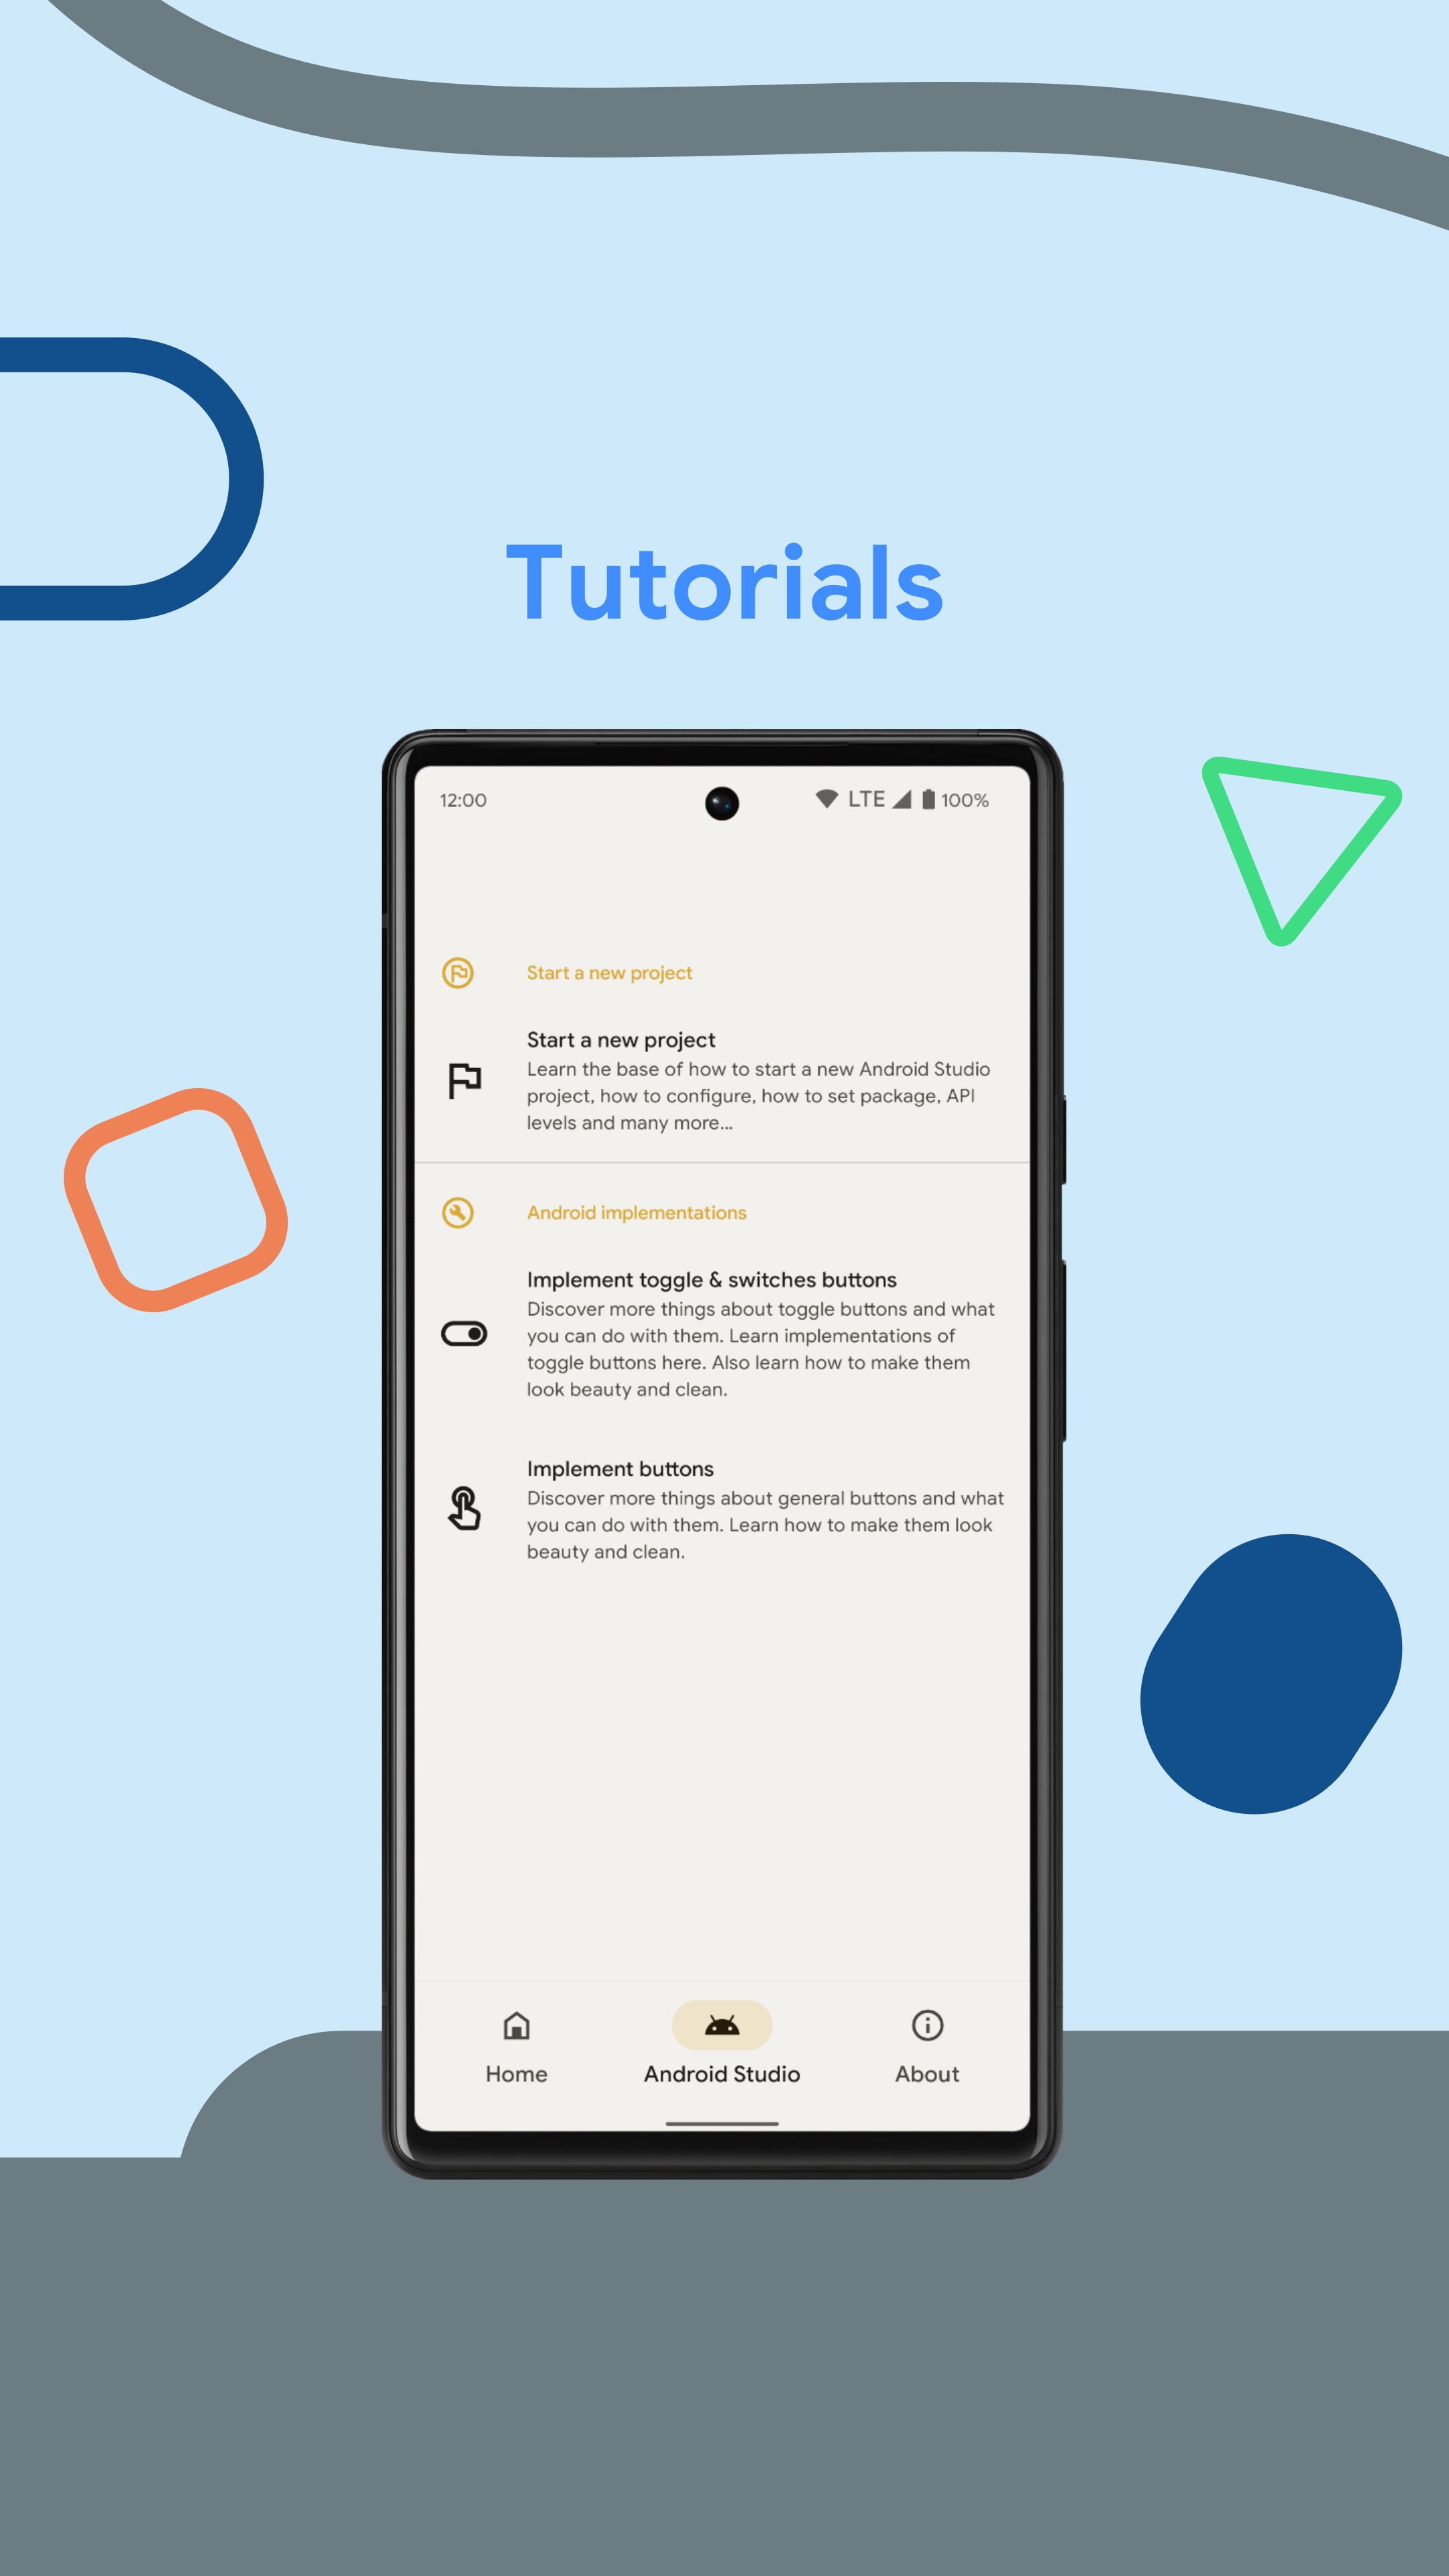 Tutorials
12:00
LTE
100%
Start a new project
Start a new project
Learn the base of how to start a new Android Studio
project, how to configure, how to set package, API
levels and many more...
Android implementations
Implement toggle & switches buttons
Discover more things about toggle buttons and what
you can do with them. Learn implementations of
toggle buttons here. Also learn how to make them
look beauty and clean.
Implement buttons
Discover more things about general buttons and what
you can do with them. Learn how to make them look
beauty and clean.
Home
Android Studio
About